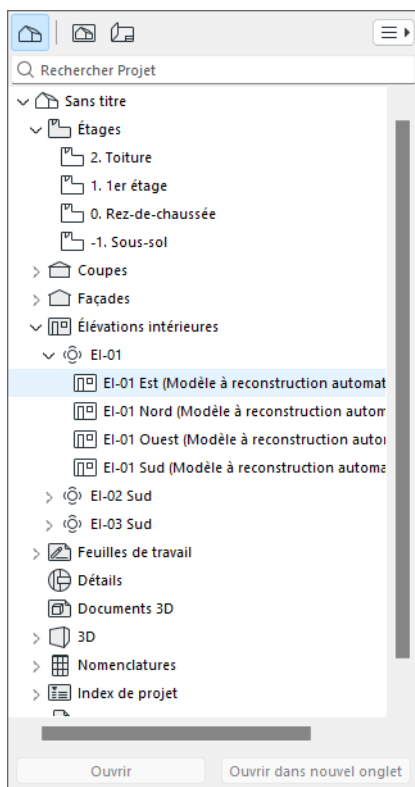 Rechercher Projet
Sans titre
Étages
2. Toiture
1. 1er étage
0. Rez-de-chaussée
-1. Sous-sol
Coupes
Façades
Élévations intérieures
EI-01
EI-01 Est (Modèle à reconstruction automat
EI-01 Nord (Modèle à reconstruction autom
EI-01 Ouest (Modèle à reconstruction autor
EI-01 Sud (Modèle à reconstruction automa
EI-02 Sud
EI-03 Sud
Feuilles de travail
Détails
Documents 3D
3D
Nomenclatures
Index de projet
Ouvrir
Ouvrir dans nouvel onglet